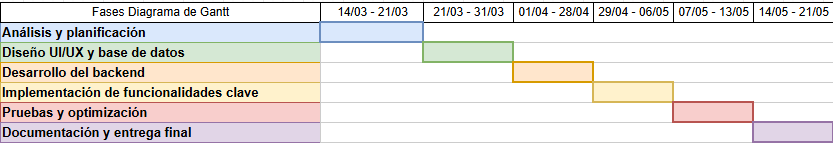 Fases Diagrama de Gantt 14/03 - 21/03 21/03 - 31/03 01/04 - 28/04 29/04 - 06/05 07/05 - 13/05 14/05 - 21/05
Análisis y planificación
Diseño UI/UX y base de datos
Desarrollo del backend
Implementación de funcionalidades clave
Pruebas y optimización
Documentación y entrega final